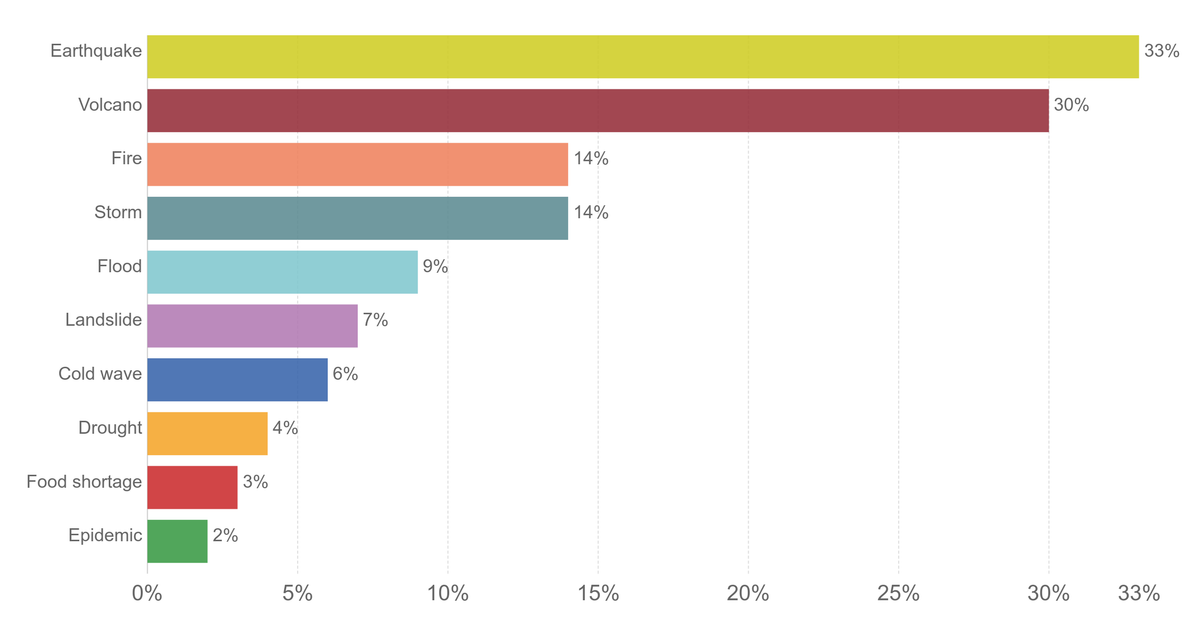 Earthquake 33%
Volcano 30%
Fire 14%
Storm 14%
Flood 9%
Landslide 7%
Cold wave 6%
Drought 4%
Food shortage 3%
Epidemic 2%
0% 5% 10% 15% 20% 25% 30% 33%